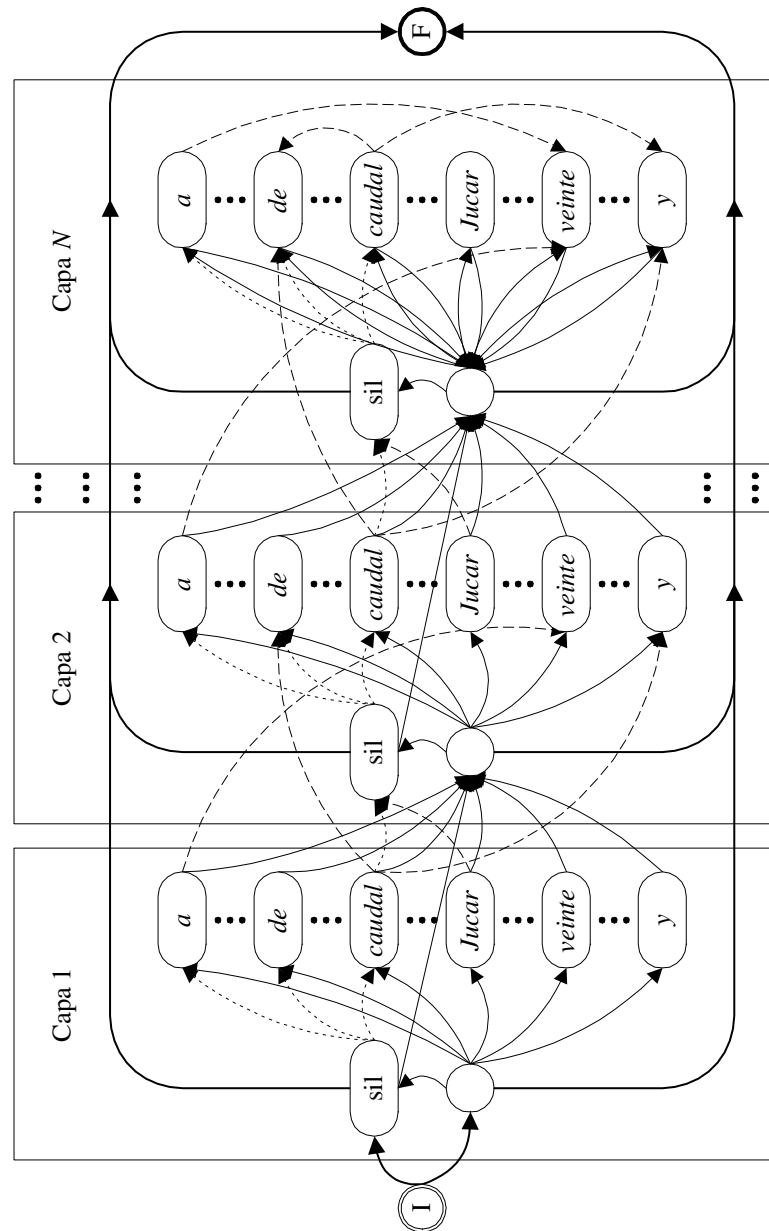 Capa 1 Capa 2 Capa N
a a a
de de de
sil caudal sil caudal sil caudal
I F
Jucar Jucar Jucar
veinte veinte veinte
y y y